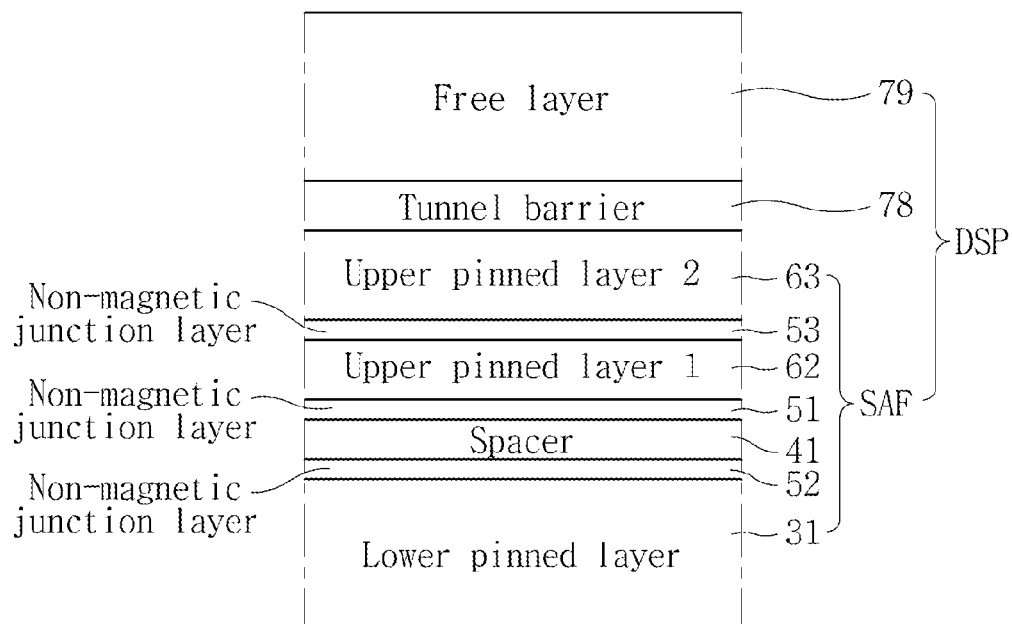 Free layer
79
Tunnel barrier
78
DSP
Upper pinned layer 2
63
Non-magnetic
junction layer
53
Upper pinned layer 1
62
Non-magnetic
junction layer
51
SAF
Spacer
41
Non-magnetic
junction layer
52
31
Lower pinned layer